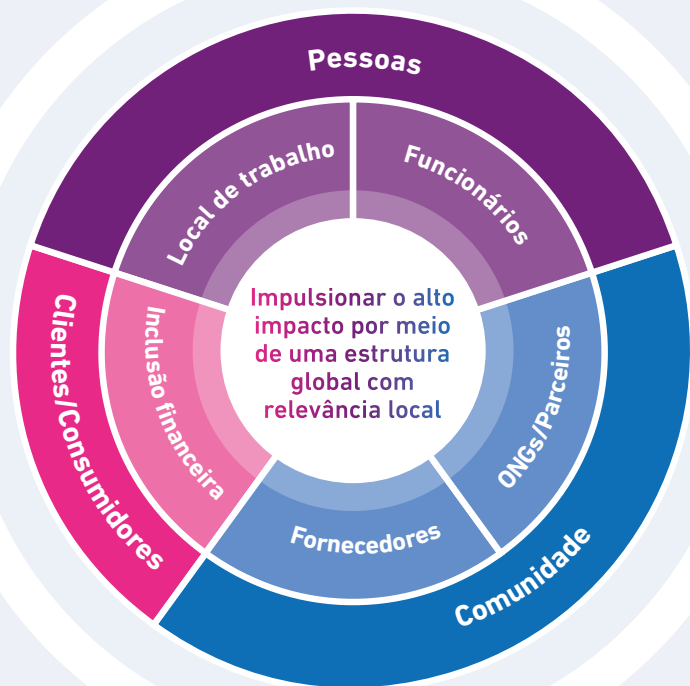 Pessoas
Local de trabalho
Funcionários
Impulsionar o alto
impacto por meio
de uma estrutura
global com
relevância local
Clientes/Consumidores
Inclusão financeira
ONGs/Parceiros
Fornecedores
Comunidade